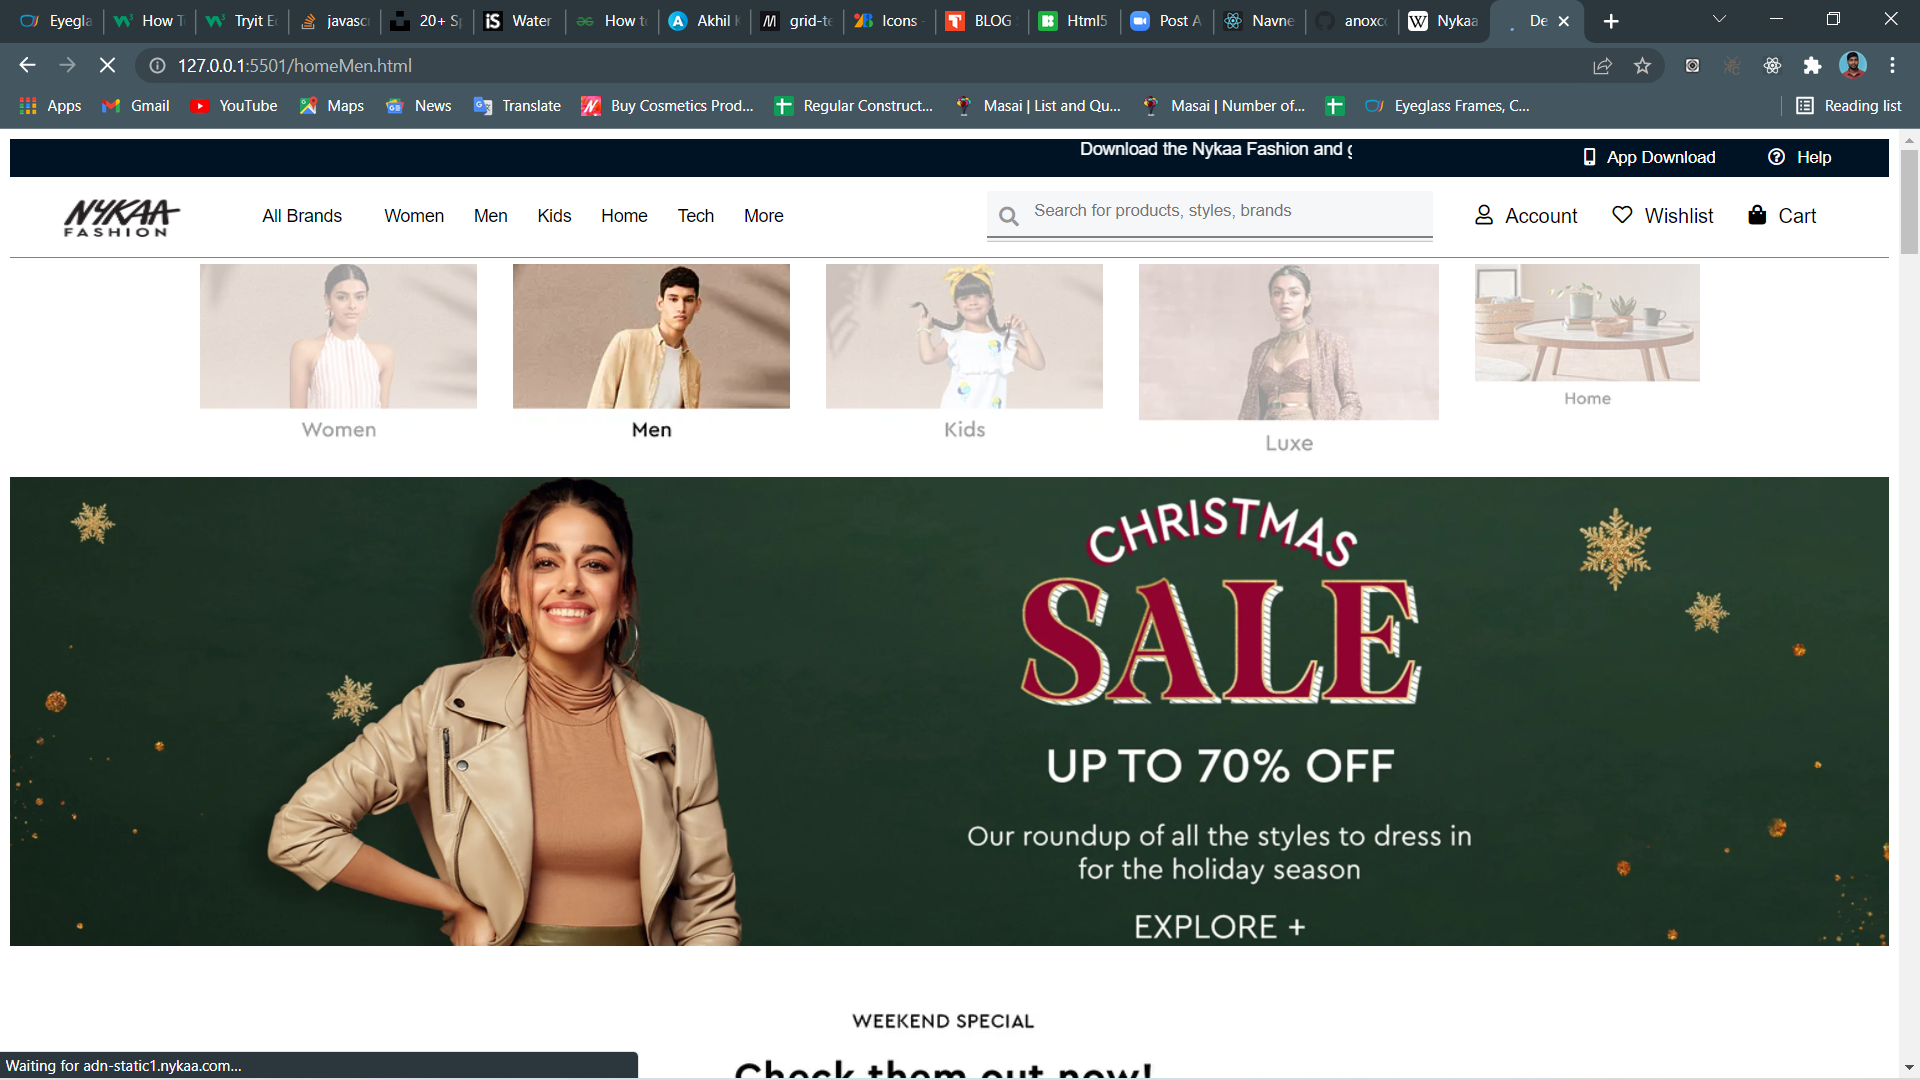 Eyegla
How T
Tryit E
javasc
20+ S
iS Water
How t
Akhil
grid-te
Icons
BLOG
Html5
Post A
Navne
anoxc
W Nykaa
De
127.0.0.1:5501/homeMen.html
Apps
Gmail
YouTube
Maps
News
Translate
Buy Cosmetics Prod...
Regular Construct...
Masai | List and Qu...
Masai | Number of...
Eyeglass Frames, C...
Reading list
Download the Nykaa Fashion and g
App Download
Help
NYKAA
FASHION
All Brands
Women
Men
Kids
Home
Tech
More
Search for products, styles, brands
Account
Wishlist
Cart
Women
Men
Kids
Luxe
Home
CHRISTMAS
SALE
UP TO 70% OFF
Our roundup of all the styles to dress in
for the holiday season
EXPLORE +
WEEKEND SPECIAL
Check them out now!
Waiting for adn-static1.nykaa.com...